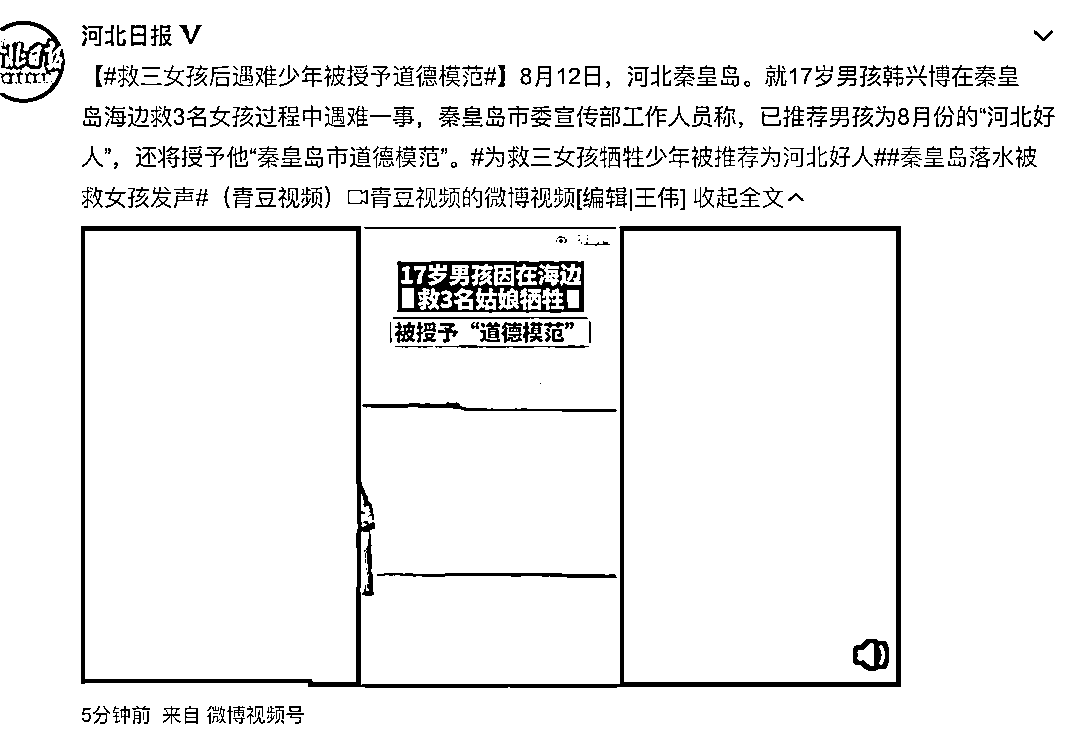 河北日报
【#救三女孩后遇难少年被授予道德模范#】8月12日，河北秦皇岛。就17岁男孩韩兴博在秦皇
岛海边救3名女孩过程中遇难一事，秦皇岛市委宣传部工作人员称，已推荐男孩为8月份的“河北好
人”，还将授予他“秦皇岛市道德模范”。#为救三女孩牺牲少年被推荐为河北好人##秦皇岛落水被
救女孩发声#（青豆视频）青豆视频的微博视频[编辑|王伟] 收起全文
17岁男孩因在海边
救3名姑娘牺牲
被授予“道德模范”
5分钟前 来自 微博视频号